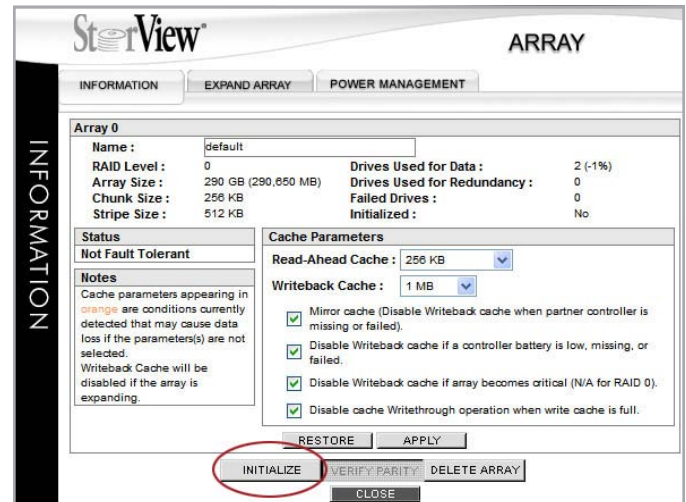 StorView®
ARRAY
INFORMATION
EXPAND ARRAY
POWER MANAGEMENT
INFORMATION
Array 0
Name : default
RAID Level : 0 Drives Used for Data : 2 (-1%)
Array Size : 290 GB (290,650 MB) Drives Used for Redundancy : 0
Chunk Size : 256 KB Failed Drives : 0
Stripe Size : 512 KB Initialized : No
Status
Not Fault Tolerant
Notes
Cache parameters appearing in
orange are conditions currently
detected that may cause data
loss if the parameters(s) are not
selected.
Writeback Cache will be
disabled if the array is
expanding.
Cache Parameters
Read-Ahead Cache : 256 KB
Writeback Cache : 1 MB
Mirror cache (Disable Writeback cache when partner controller is
missing or failed).
Disable Writeback cache if a controller battery is low, missing, or
failed.
Disable Writeback cache if array becomes critical (N/A for RAID 0).
Disable cache Writethrough operation when write cache is full.
RESTORE APPLY
INITIALIZE VERIFY PARITY DELETE ARRAY
CLOSE